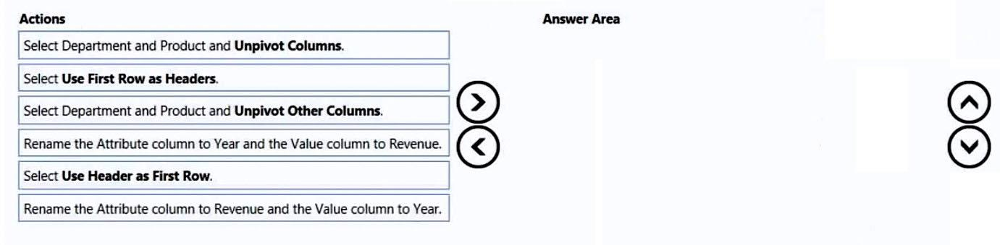 Actions
Answer Area
Select Department and Product and Unpivot Columns.
Select Use First Row as Headers.
Select Department and Product and Unpivot Other Columns.
Rename the Attribute column to Year and the Value column to Revenue.
Select Use Header as First Row.
Rename the Attribute column to Revenue and the Value column to Year.